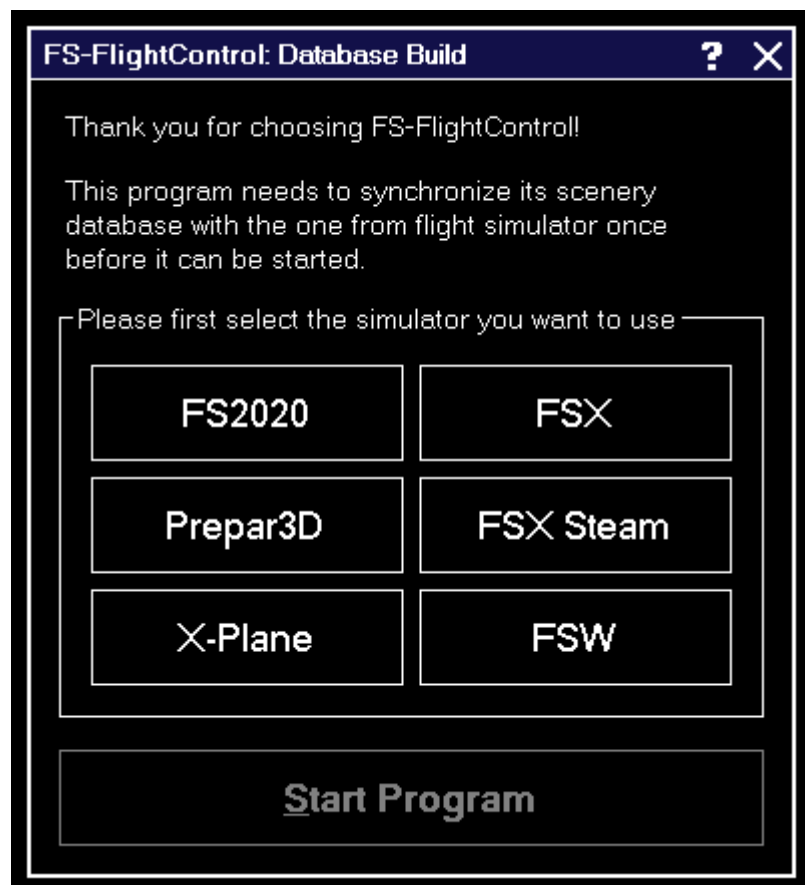 FS-FlightControl: Database Build ? X
Thank you for choosing FS-FlightControl!
This program needs to synchronize its scenery
database with the one from flight simulator once
before it can be started.
Please first select the simulator you want to use
FS2020 FSX
Prepar3D FSX Steam
X-Plane FSW
Start Program